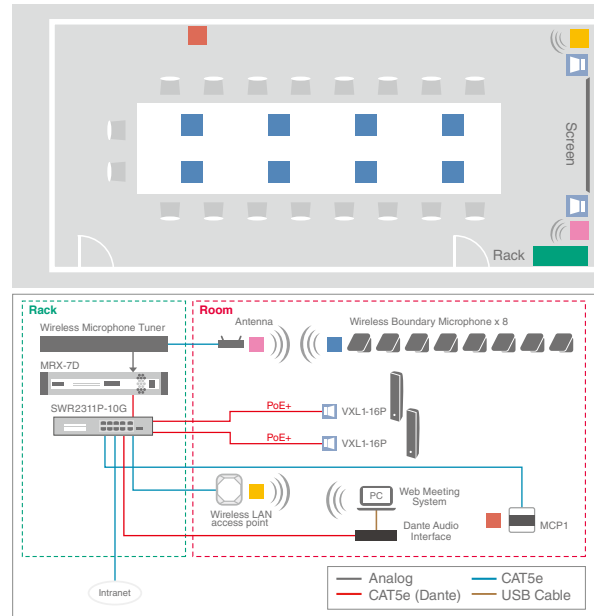 Screen
Rack
Rack
Room
Wireless Microphone Tuner
Antenna
Wireless Boundary Microphone x 8
MRX-7D
SWR2311P-10G
PoE+
VXL1-16P
PoE+
VXL1-16P
Wireless LAN
access point
PC
Web Meeting
System
Dante Audio
Interface
MCP1
Intranet
Analog
CAT5e
CAT5e (Dante)
USB Cable